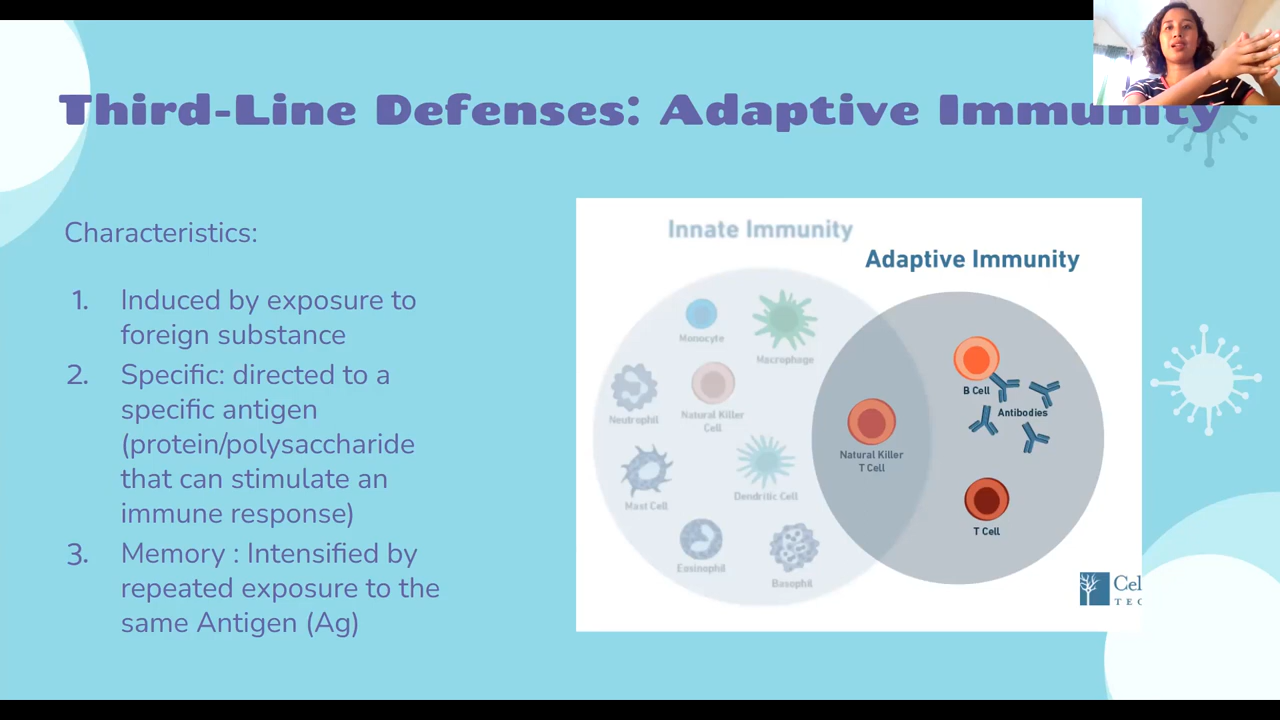 Third-Line Defenses: Adaptive Immunity
Characteristics:
1. Induced by exposure to
foreign substance
2. Specific: directed to a
specific antigen
(protein/polysaccharide
that can stimulate an
immune response)
3. Memory : Intensified by
repeated exposure to the
same Antigen (Ag)
Innate Immunity
Adaptive Immunity
Monocyte
Macrophage
Neutrophil
Natural Killer
Cell
Mast Cell
Dendritic Cell
Eosinophil
Basophil
Natural Killer
T Cell
B Cell
Antibodies
T Cell
Cel
TEC